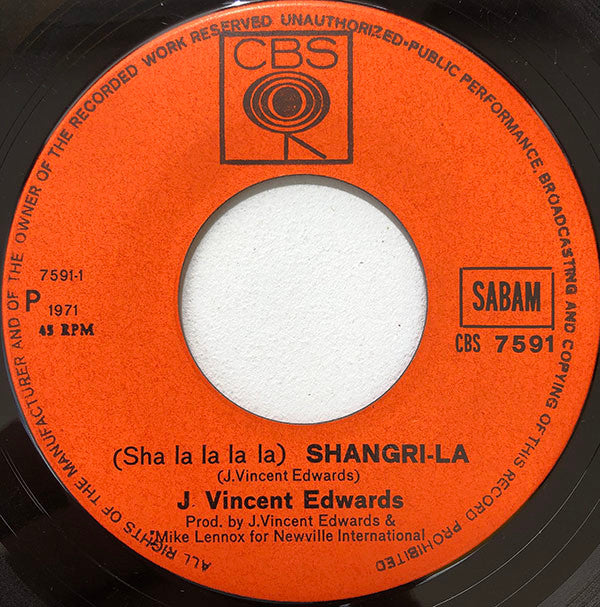 ALL RIGHTS OF THE MANUFACTURER AND OF THE OWNER OF THE RECORDED WORK RESERVED UNAUTHORIZED-PUBLIC PERFORMANCE, BROADCASTING AND COPYING OF THIS RECORD PROHIBITED
CBS
7591-1
P 1971
45 RPM
SABAM
CBS 7591
(Sha la la la la) SHANGRI-LA
(J.Vincent Edwards)
J. Vincent Edwards
Prod. by J.Vincent Edwards &
Mike Lennox for Newville International